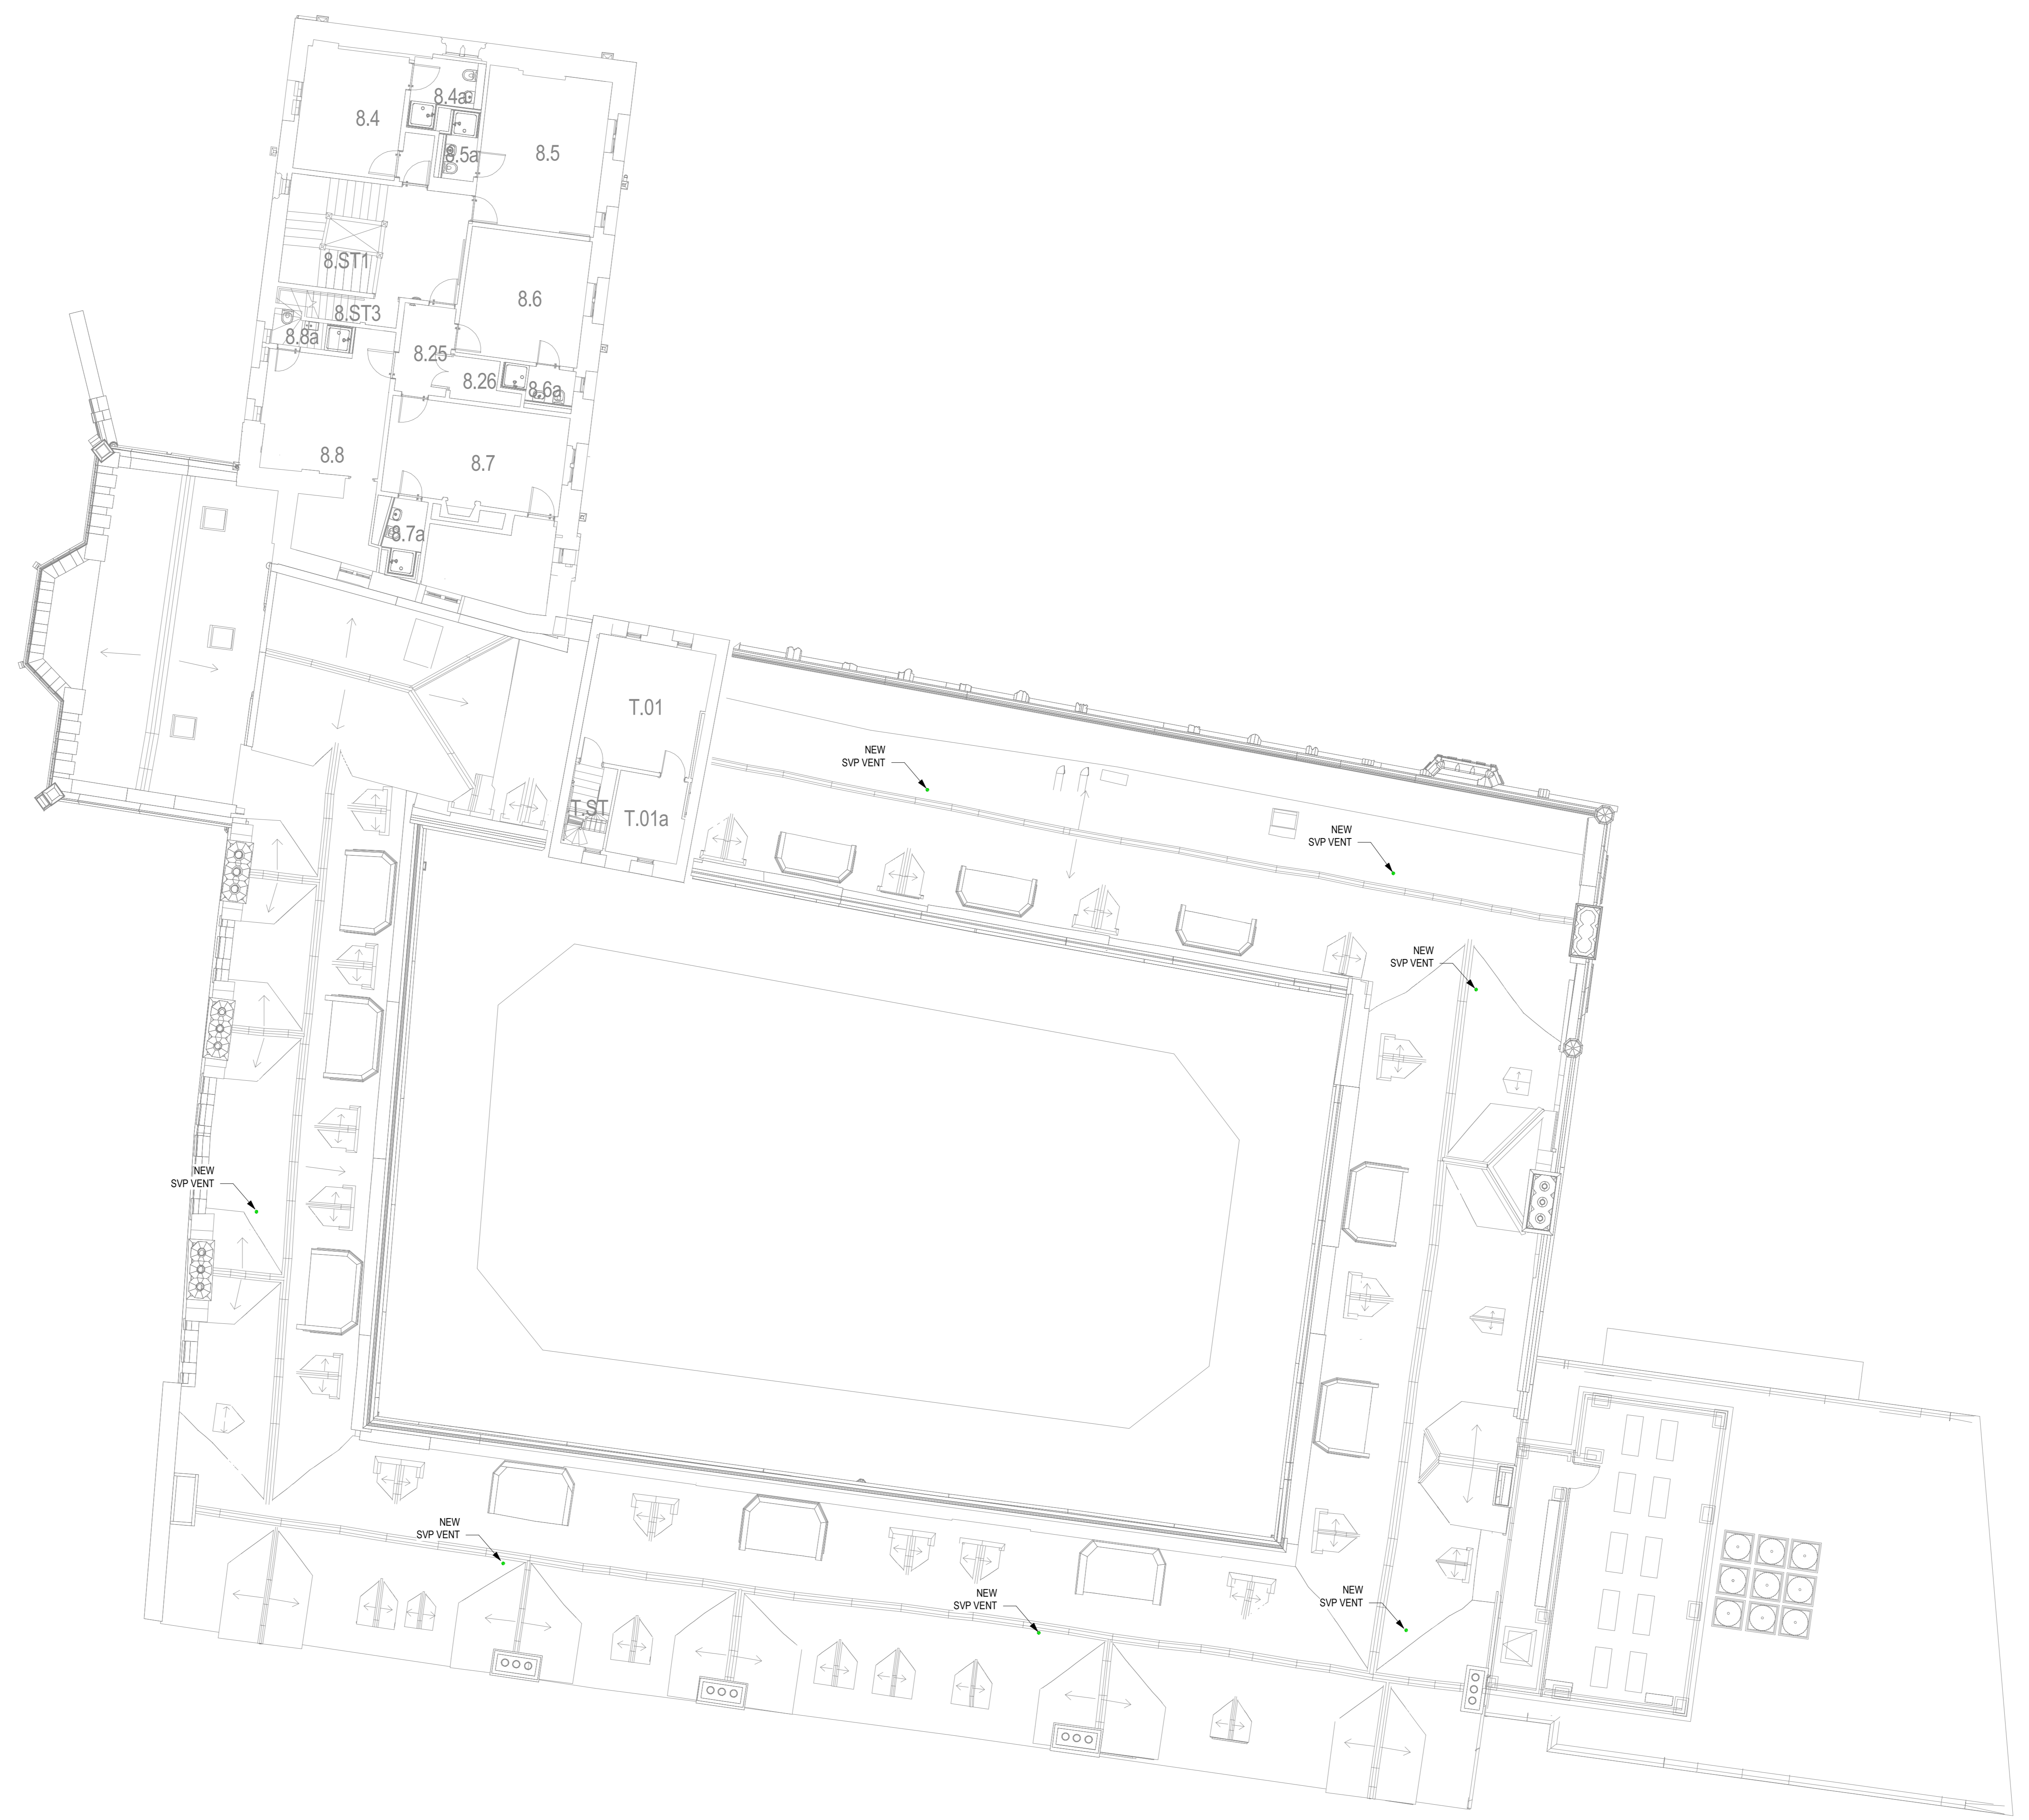 8.4a
8.4
8.5a
8.5
8.ST1
8.6
8.ST3
8.8a
8.25
8.26
8.6a
8.8
8.7
8.7a
T.01
NEW
SVP VENT
T.ST
T.01a
NEW
SVP VENT
NEW
SVP VENT
NEW
SVP VENT
NEW
SVP VENT
NEW
SVP VENT
NEW
SVP VENT